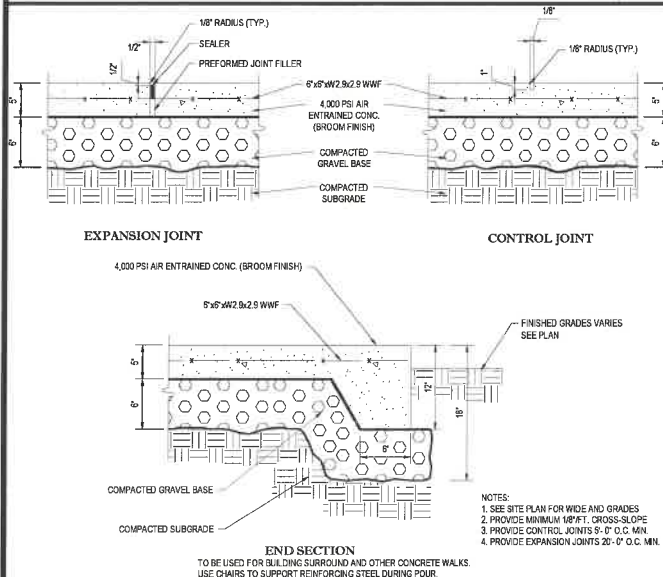 1/8" RADIUS (TYP.)
SEALER
PREFORMED JOINT FILLER
1/2"
1/2"
5"
6"
6"x6"xW2.9x2.9 WWF
4,000 PSI AIR
ENTRAINED CONC.
(BROOM FINISH)
COMPACTED
GRAVEL BASE
COMPACTED
SUBGRADE
1/8"
1/8" RADIUS (TYP.)
1"
5"
6"
EXPANSION JOINT
CONTROL JOINT
4,000 PSI AIR ENTRAINED CONC. (BROOM FINISH)
6"x6"xW2.9x2.9 WWF
FINISHED GRADES VARIES
SEE PLAN
5"
6"
12"
18"
6"
COMPACTED GRAVEL BASE
COMPACTED SUBGRADE
END SECTION
TO BE USED FOR BUILDING SURROUND AND OTHER CONCRETE WALKS.
USE CHAIRS TO SUPPORT REINFORCING STEEL DURING POUR.
NOTES:
1. SEE SITE PLAN FOR WIDE AND GRADES
2. PROVIDE MINIMUM 1/8"/FT. CROSS-SLOPE
3. PROVIDE CONTROL JOINTS 5'- 0" O.C. MIN.
4. PROVIDE EXPANSION JOINTS 20'- 0" O.C. MIN.